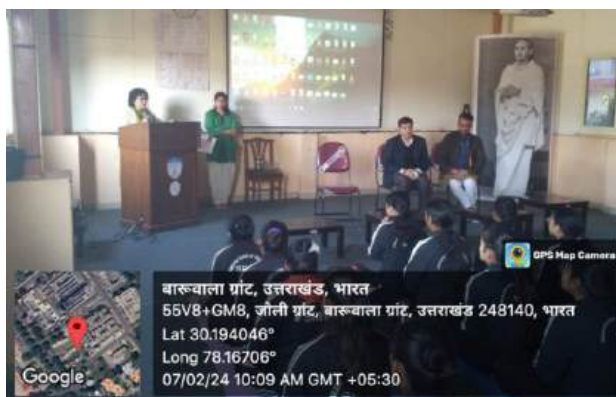 GPS Map Camera
बारूवाला ग्रांट, उत्तराखंड, भारत
55V8+GM8, जोली ग्रांट, बारूवाला ग्रांट, उत्तराखंड 248140, भारत
Lat 30.194046°
Long 78.16706°
07/02/24 10:09 AM GMT +05:30
Google